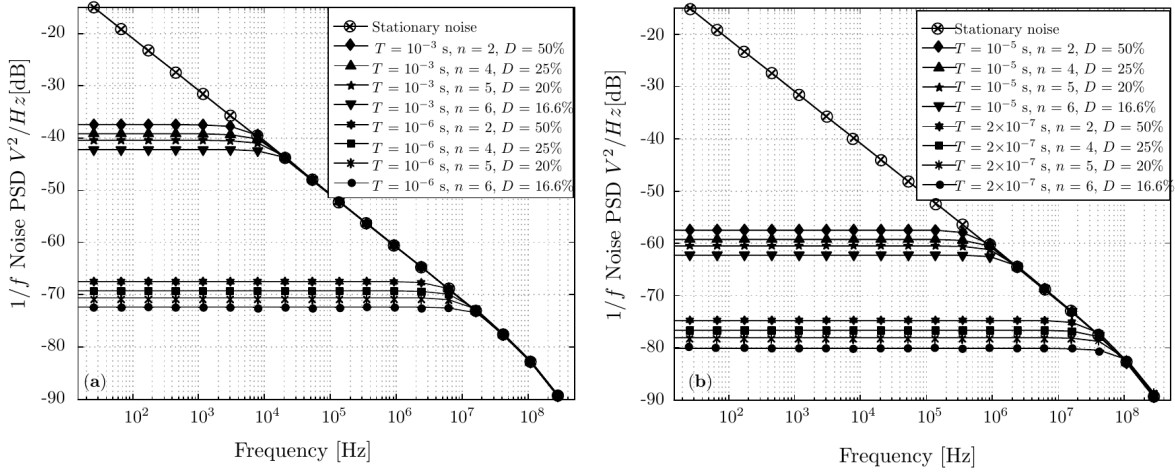 1/f Noise PSD V²/Hz[dB]
-20
-30
-40
-50
-60
-70
-80
-90
Stationary noise
T = 10⁻³ s, n = 2, D = 50%
T = 10⁻³ s, n = 4, D = 25%
T = 10⁻³ s, n = 5, D = 20%
T = 10⁻³ s, n = 6, D = 16.6%
T = 10⁻⁶ s, n = 2, D = 50%
T = 10⁻⁶ s, n = 4, D = 25%
T = 10⁻⁶ s, n = 5, D = 20%
T = 10⁻⁶ s, n = 6, D = 16.6%
(a)
10² 10³ 10⁴ 10⁵ 10⁶ 10⁷ 10⁸
Frequency [Hz]
1/f Noise PSD V²/Hz[dB]
-20
-30
-40
-50
-60
-70
-80
-90
Stationary noise
T = 10⁻⁵ s, n = 2, D = 50%
T = 10⁻⁵ s, n = 4, D = 25%
T = 10⁻⁵ s, n = 5, D = 20%
T = 10⁻⁵ s, n = 6, D = 16.6%
T = 2×10⁻⁷ s, n = 2, D = 50%
T = 2×10⁻⁷ s, n = 4, D = 25%
T = 2×10⁻⁷ s, n = 5, D = 20%
T = 2×10⁻⁷ s, n = 6, D = 16.6%
(b)
10² 10³ 10⁴ 10⁵ 10⁶ 10⁷ 10⁸
Frequency [Hz]